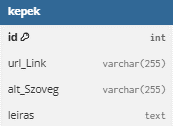 kepek
id int
url_Link varchar(255)
alt_Szoveg varchar(255)
leiras text